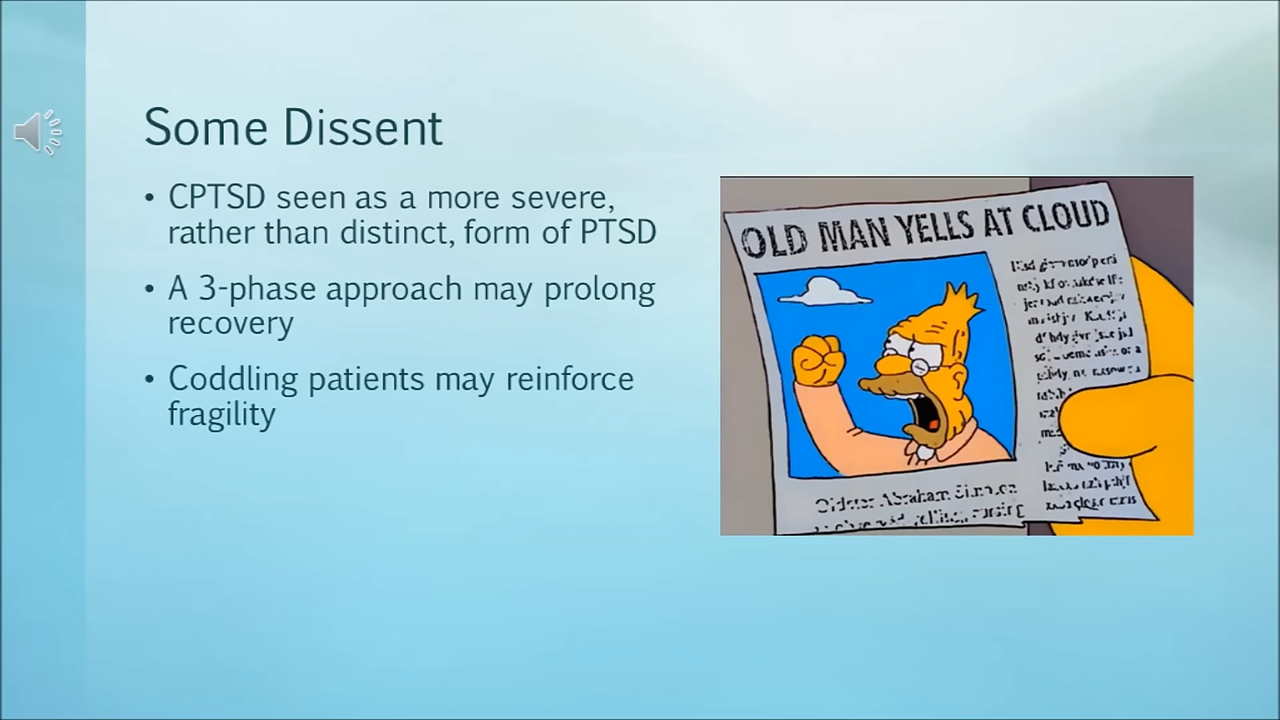 Some Dissent
• CPTSD seen as a more severe,
rather than distinct, form of PTSD
• A 3-phase approach may prolong
recovery
• Coddling patients may reinforce
fragility
OLD MAN YELLS AT CLOUD
Abraham